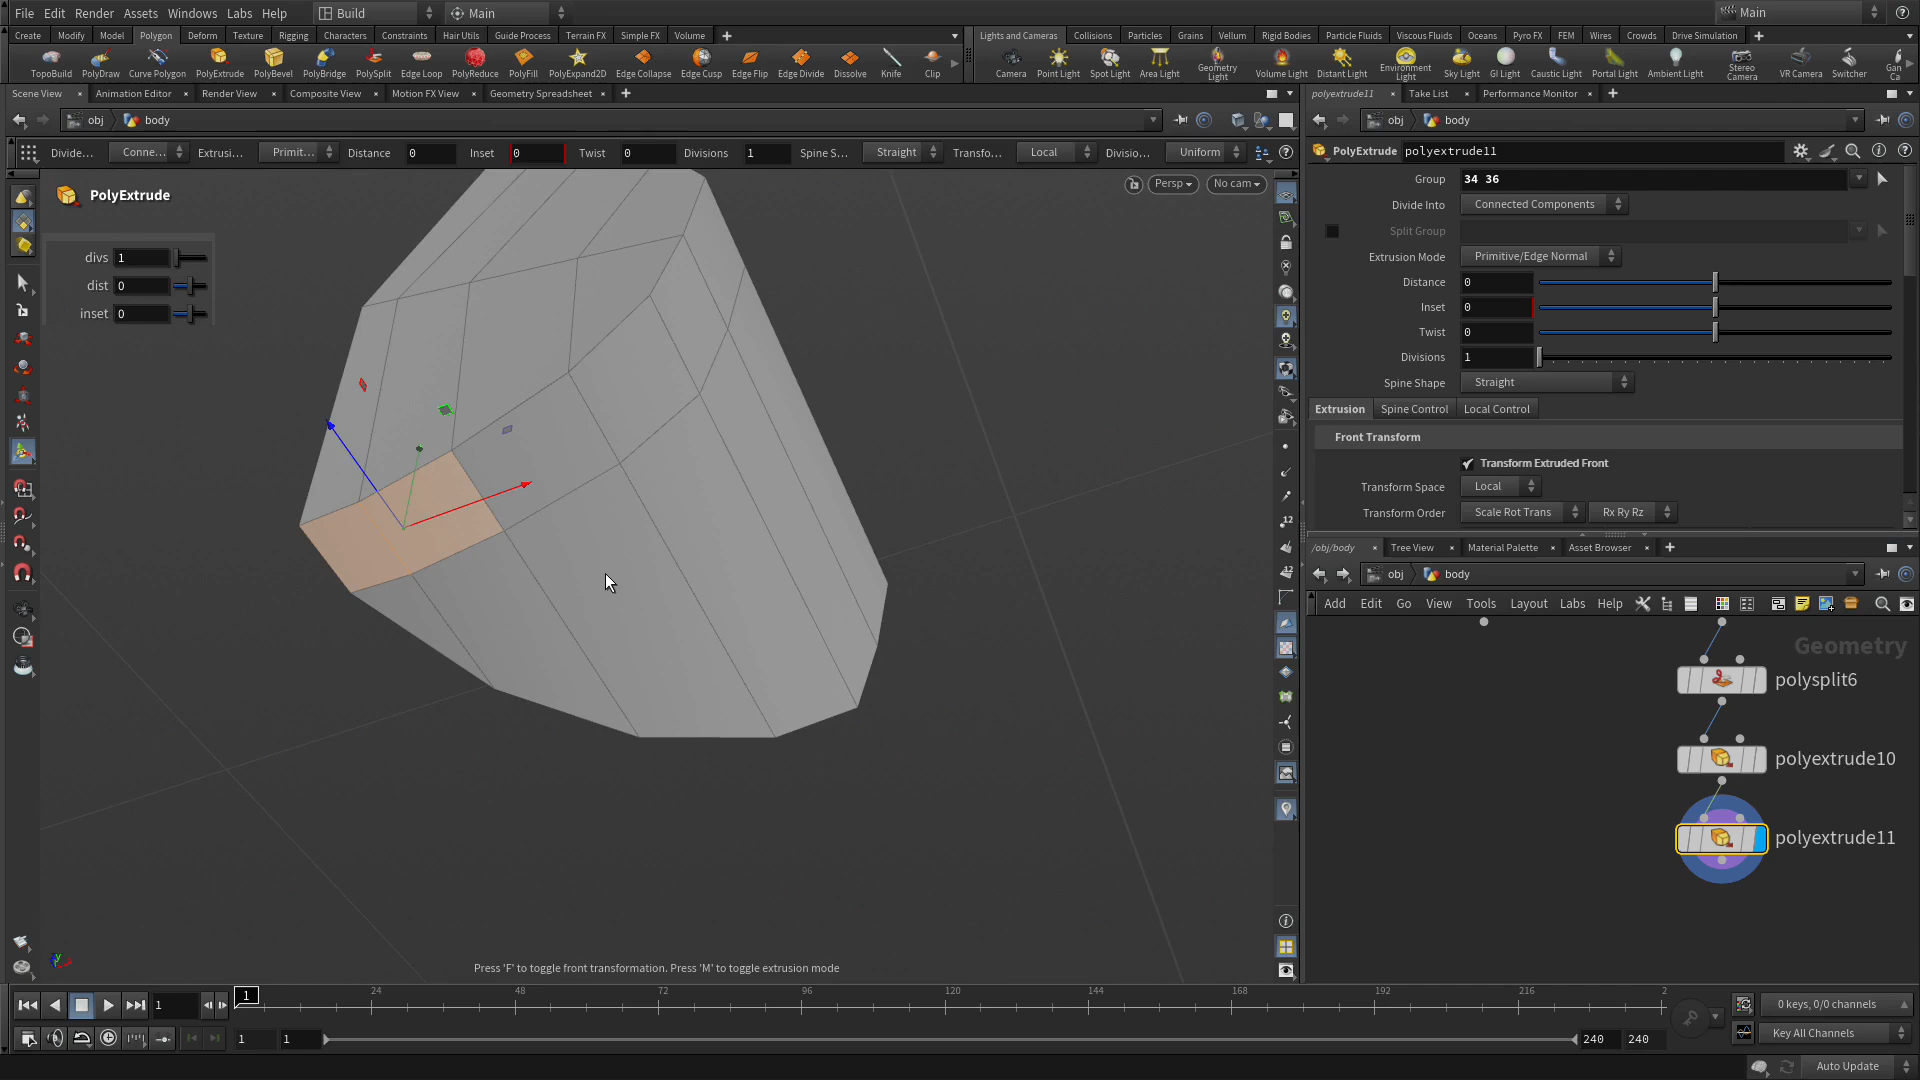 File Edit Render Assets Windows Labs Help Build Main Main
Create Modify Model Polygon Deform Texture Rigging Characters Constraints Hair Utils Guide Process Terrain FX Simple FX Volume
Lights and Cameras Collisions Particles Grains Vellum Rigid Bodies Particle Fluids Viscous Fluids Oceans Pyro FX FEM Wires Crowds Drive Simulation
TopoBuild PolyDraw Curve Polygon PolyExtrude PolyBevel PolyBridge PolySplit Edge Loop PolyReduce PolyFill PolyExpand2D Edge Collapse Edge Cusp Edge Flip Edge Divide Dissolve Knife Clip
Camera Point Light Spot Light Area Light Geometry Light Volume Light Distant Light Environment Light Sky Light GI Light Caustic Light Portal Light Ambient Light Stereo Camera VR Camera Switcher Gan Ca
Scene View Animation Editor Render View Composite View Motion FX View Geometry Spreadsheet
polyextrude11 Take List Performance Monitor
obj body
obj body
Divide... Conne... Extrusi... Primit... Distance 0 Inset 0 Twist 0 Divisions 1 Spine S... Straight Transfo... Local Divisio... Uniform
PolyExtrude polyextrude11
PolyExtrude
Persp No cam
divs 1
dist 0
inset 0
Group 34 36
Divide Into Connected Components
Split Group
Extrusion Mode Primitive/Edge Normal
Distance 0
Inset 0
Twist 0
Divisions 1
Spine Shape Straight
Extrusion Spine Control Local Control
Front Transform
Transform Extruded Front
Transform Space Local
Transform Order Scale Rot Trans Rx Ry Rz
12
12
/obj/body Tree View Material Palette Asset Browser
obj body
Add Edit Go View Tools Layout Labs Help
Geometry
polysplit6
polyextrude10
polyextrude11
y
Press 'F' to toggle front transformation. Press 'M' to toggle extrusion mode
1 1 24 48 72 96 120 144 168 192 216 2
0 keys, 0/0 channels
1 1 240 240
Key All Channels
Auto Update